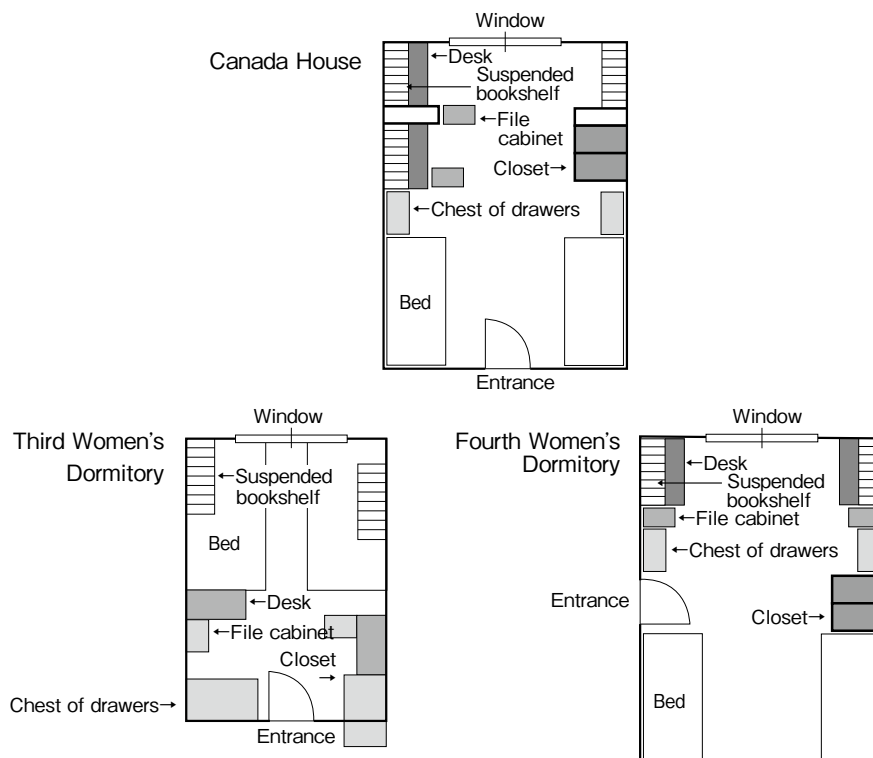 Window
Canada House
Desk
Suspended
bookshelf
File
cabinet
Closet
Chest of drawers
Bed
Entrance
Third Women's
Dormitory
Window
Suspended
bookshelf
Bed
Desk
File cabinet
Closet
Chest of drawers
Entrance
Fourth Women's
Dormitory
Window
Desk
Suspended
bookshelf
File cabinet
Chest of drawers
Entrance
Closet
Bed